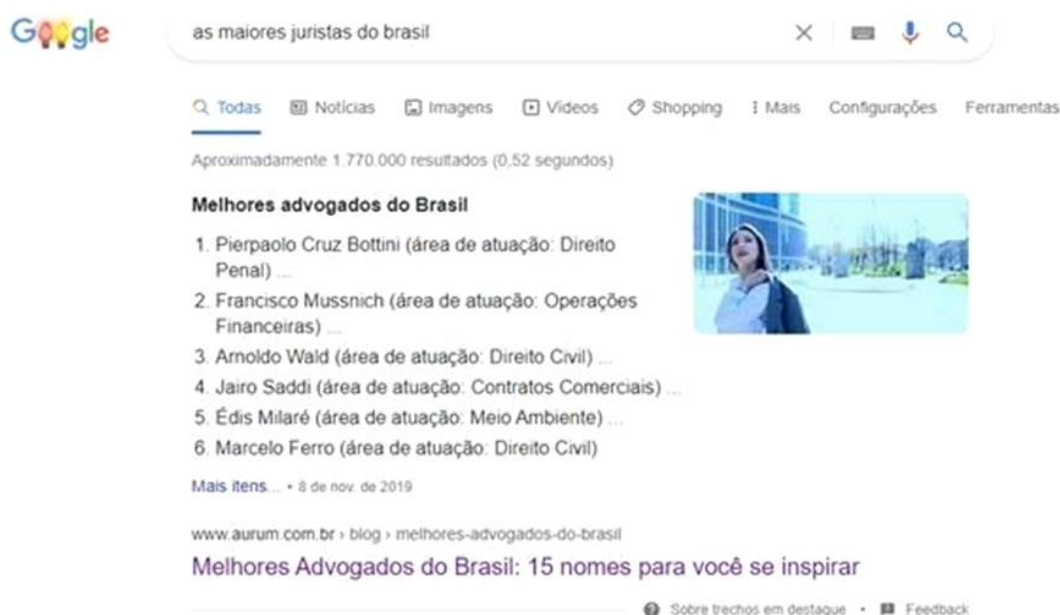 Google
as maiores juristas do brasil
Todas Notícias Imagens Vídeos Shopping Mais Configurações Ferramentas
Aproximadamente 1.770.000 resultados (0,52 segundos)
Melhores advogados do Brasil
1. Pierpaolo Cruz Bottini (área de atuação: Direito
Penal) ...
2. Francisco Mussnich (área de atuação: Operações
Financeiras) ...
3. Arnoldo Wald (área de atuação: Direito Civil) ...
4. Jairo Saddi (área de atuação: Contratos Comerciais) ...
5. Édis Milaré (área de atuação: Meio Ambiente) ...
6. Marcelo Ferro (área de atuação: Direito Civil)
Mais itens... • 8 de nov. de 2019
www.aurum.com.br › blog › melhores-advogados-do-brasil
Melhores Advogados do Brasil: 15 nomes para você se inspirar
Sobre trechos em destaque • Feedback